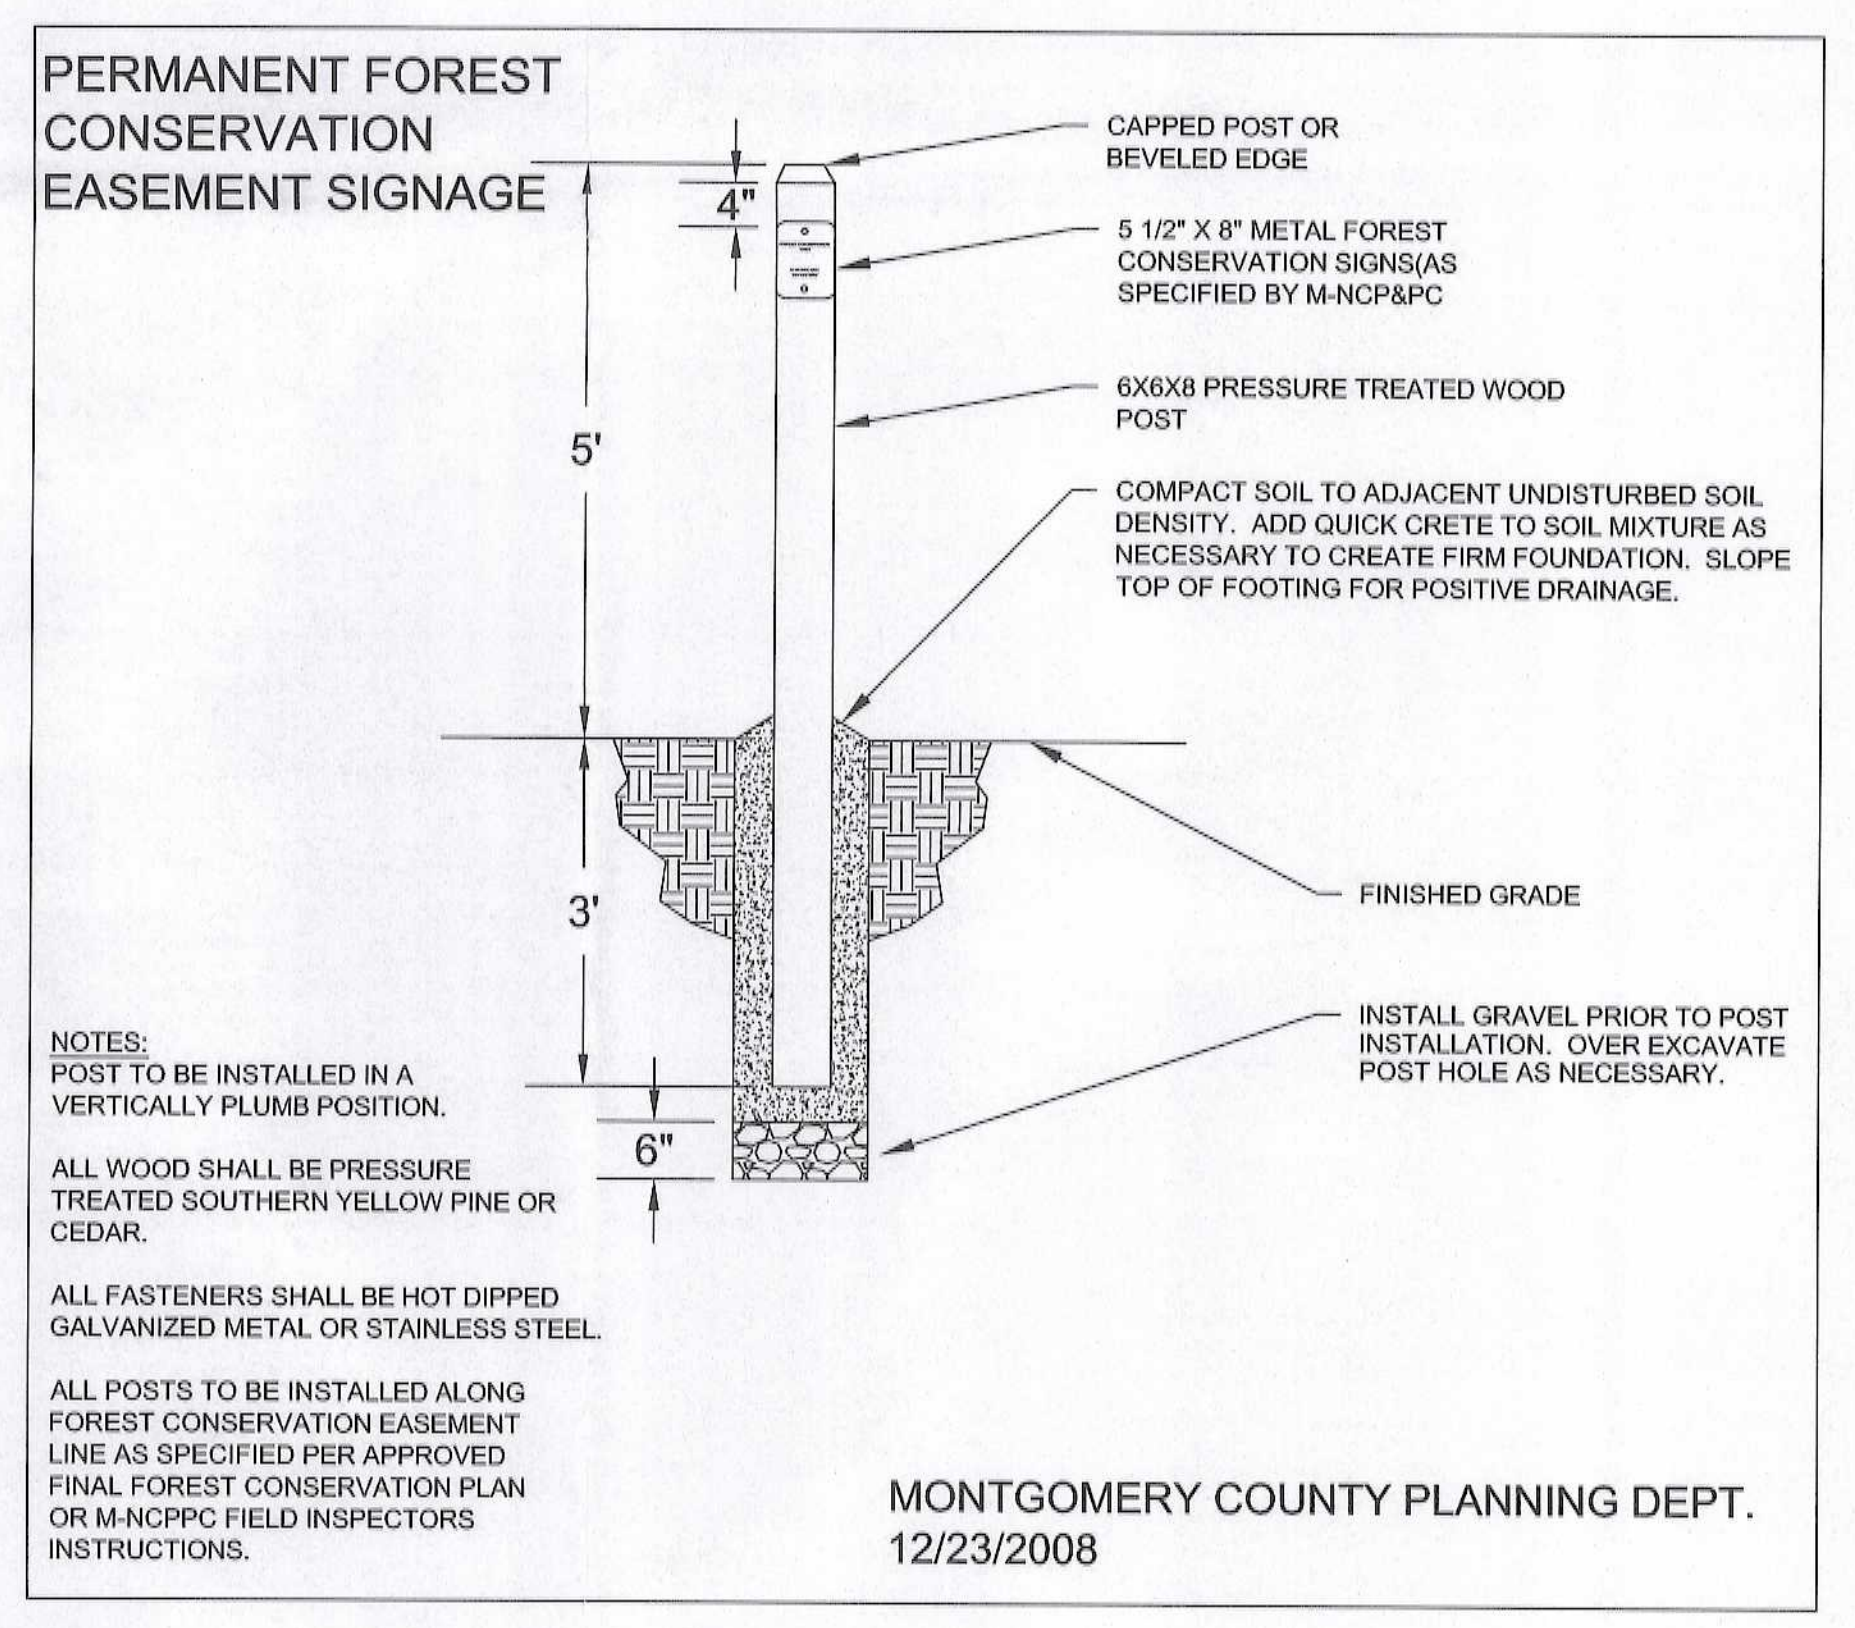 PERMANENT FOREST
CONSERVATION
EASEMENT SIGNAGE
CAPPED POST OR
BEVELED EDGE
4"
5 1/2" X 8" METAL FOREST
CONSERVATION SIGNS(AS
SPECIFIED BY M-NCP&PC
6X6X8 PRESSURE TREATED WOOD
POST
5'
COMPACT SOIL TO ADJACENT UNDISTURBED SOIL
DENSITY. ADD QUICK CRETE TO SOIL MIXTURE AS
NECESSARY TO CREATE FIRM FOUNDATION. SLOPE
TOP OF FOOTING FOR POSITIVE DRAINAGE.
3'
FINISHED GRADE
INSTALL GRAVEL PRIOR TO POST
INSTALLATION. OVER EXCAVATE
POST HOLE AS NECESSARY.
6"
NOTES:
POST TO BE INSTALLED IN A
VERTICALLY PLUMB POSITION.
ALL WOOD SHALL BE PRESSURE
TREATED SOUTHERN YELLOW PINE OR
CEDAR.
ALL FASTENERS SHALL BE HOT DIPPED
GALVANIZED METAL OR STAINLESS STEEL.
ALL POSTS TO BE INSTALLED ALONG
FOREST CONSERVATION EASEMENT
LINE AS SPECIFIED PER APPROVED
FINAL FOREST CONSERVATION PLAN
OR M-NCPPC FIELD INSPECTORS
INSTRUCTIONS.
MONTGOMERY COUNTY PLANNING DEPT.
12/23/2008